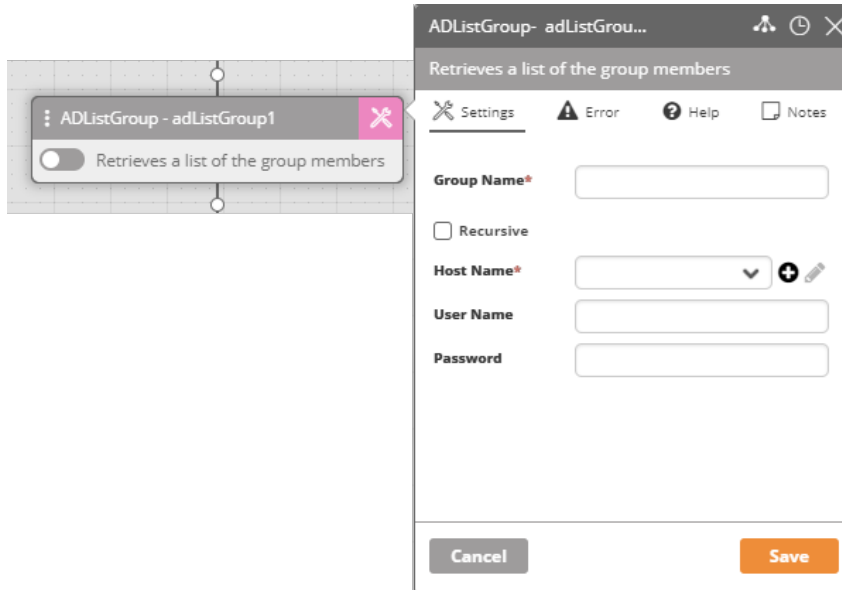 ADListGroup - adListGroup1
Retrieves a list of the group members
ADListGroup- adListGrou...
Retrieves a list of the group members
Settings Error Help Notes
Group Name*
Recursive
Host Name*
User Name
Password
Cancel Save